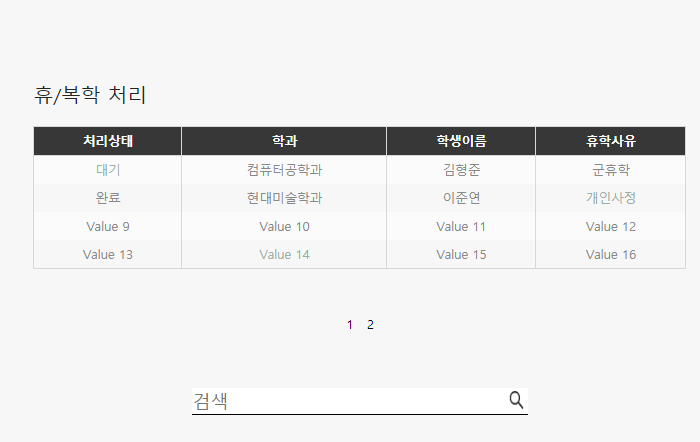 휴/복학 처리
처리상태 학과 학생이름 휴학사유
대기 컴퓨터공학과 김형준 군휴학
완료 현대미술학과 이준연 개인사정
Value 9 Value 10 Value 11 Value 12
Value 13 Value 14 Value 15 Value 16
1 2
검색